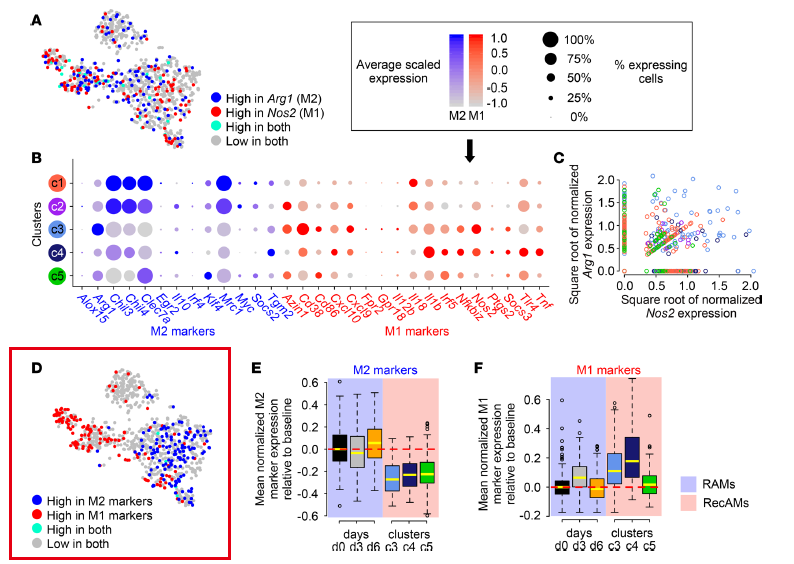 A
High in Arg1 (M2)
High in Nos2 (M1)
High in both
Low in both
Average scaled
expression
1.0
0.5
0.0
-0.5
-1.0
M2 M1
100%
75%
50%
25%
0%
% expressing
cells
B
Clusters
c1
c2
c3
c4
c5
Alox15
Arg1
Chil3
Chil4
Clec7a
Egr2
Il10
Irf4
Klf4
Mrc1
Myc
Socs2
Tgm2
Azin1
Cd38
Cd86
Cxcl10
Cxcl9
Fpr2
Gpr18
Il12b
Il18
Il1b
Irf5
Nfkbiz
Nos2
Ptgs2
Socs3
Tlr4
Tnf
M2 markers
M1 markers
C
Square root of normalized
Arg1 expression
2.0
1.5
1.0
0.5
0.0
0.0 0.5 1.0 1.5 2.0
Square root of normalized
Nos2 expression
D
High in M2 markers
High in M1 markers
High in both
Low in both
E
M2 markers
Mean normalized M2
marker expression
relative to baseline
0.6
0.4
0.2
0.0
-0.2
-0.4
-0.6
days clusters
d0 d3 d6 c3 c4 c5
F
M1 markers
Mean normalized M1
marker expression
relative to baseline
0.6
0.4
0.2
0.0
-0.2
days clusters
d0 d3 d6 c3 c4 c5
RAMs
RecAMs